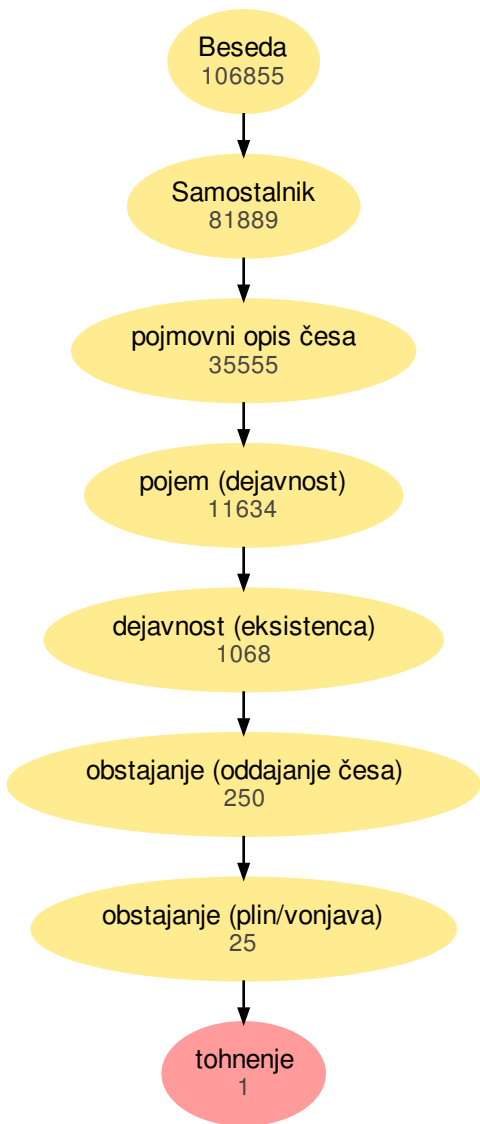 Beseda
106855
Samostalnik
81889
pojmovni opis česa
35555
pojem (dejavnost)
11634
dejavnost (eksistenca)
1068
obstajanje (oddajanje česa)
250
obstajanje (plin/vonjava)
25
tohnenje
1